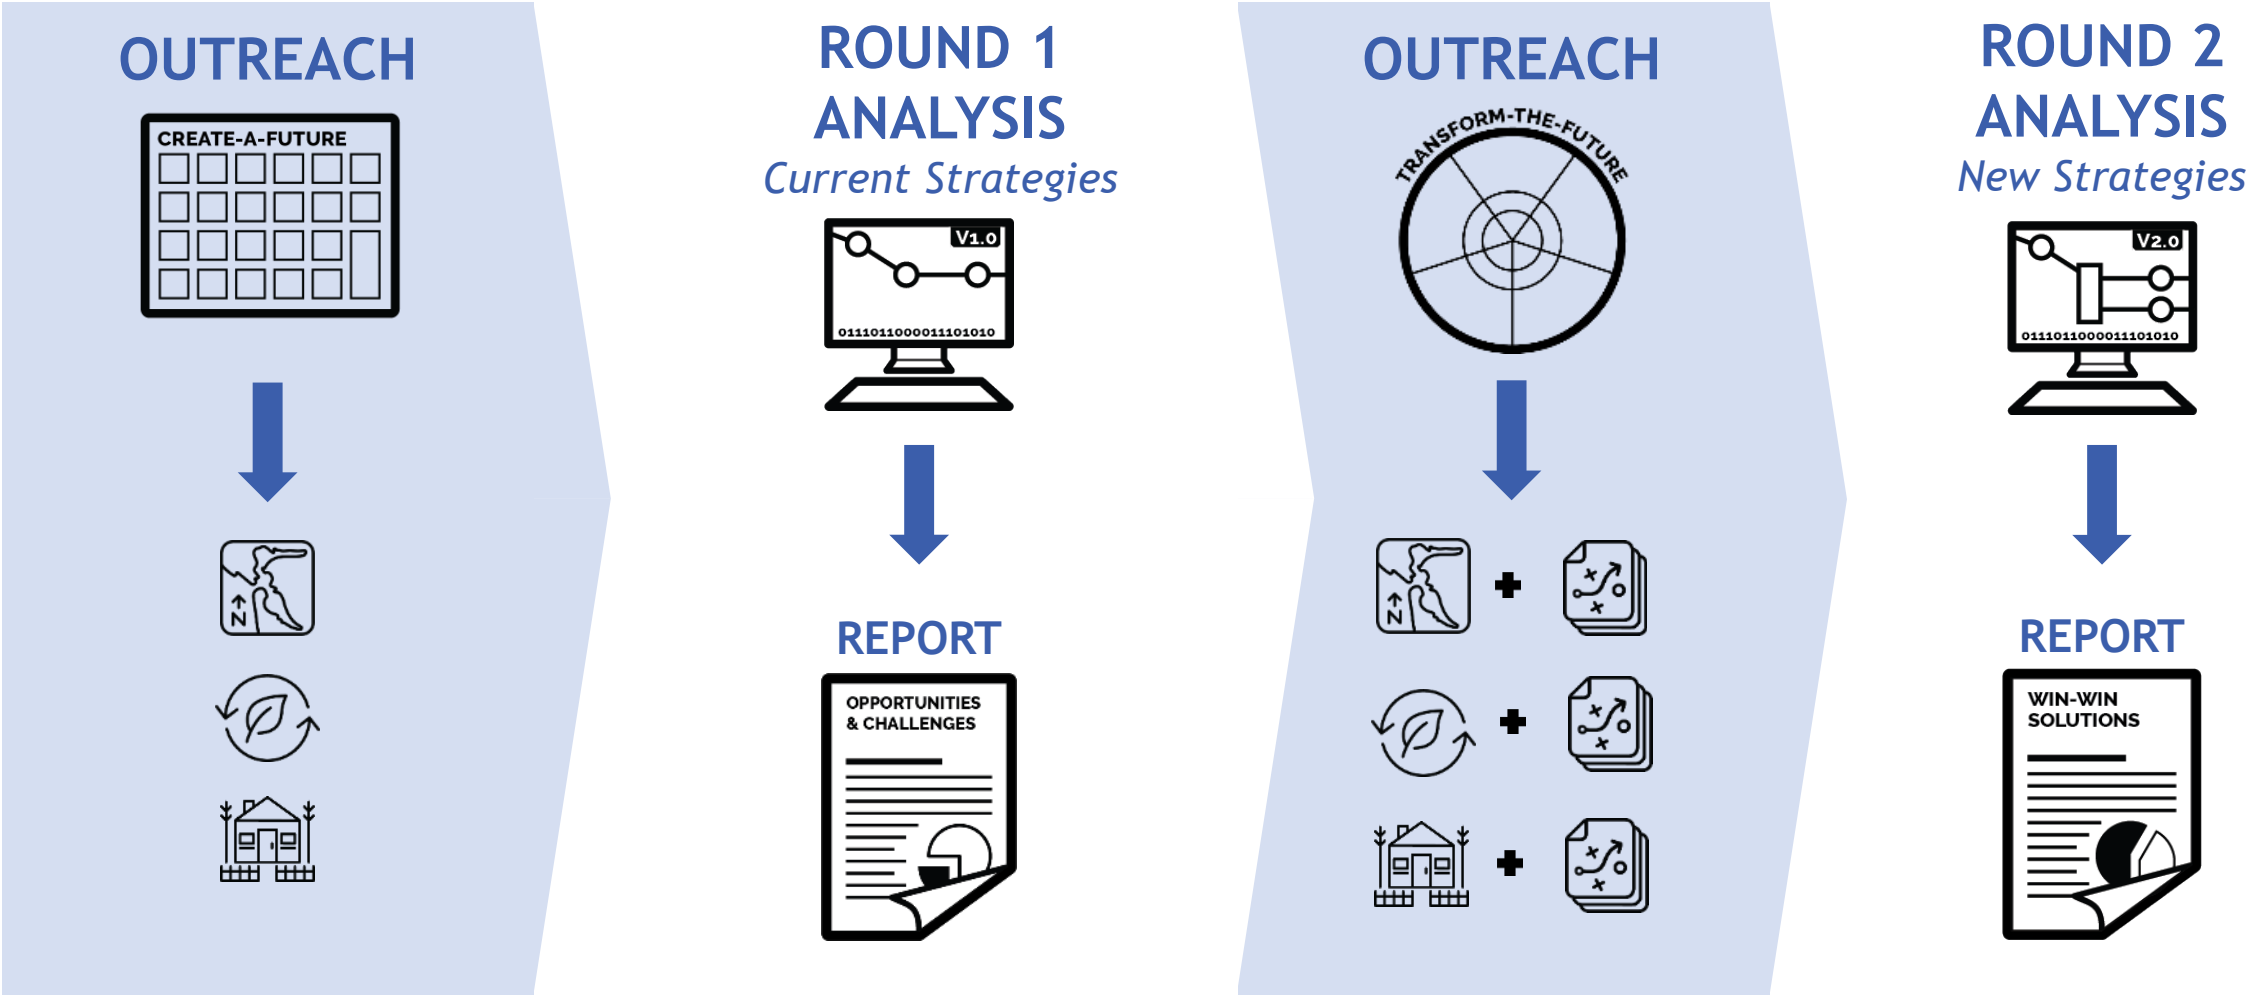 OUTREACH
CREATE-A-FUTURE
N
ROUND 1
ANALYSIS
Current Strategies
V1.0
0111011000011101010
REPORT
OPPORTUNITIES
& CHALLENGES
OUTREACH
TRANSFORM-THE-FUTURE
N
ROUND 2
ANALYSIS
New Strategies
V2.0
0111011000011101010
REPORT
WIN-WIN
SOLUTIONS